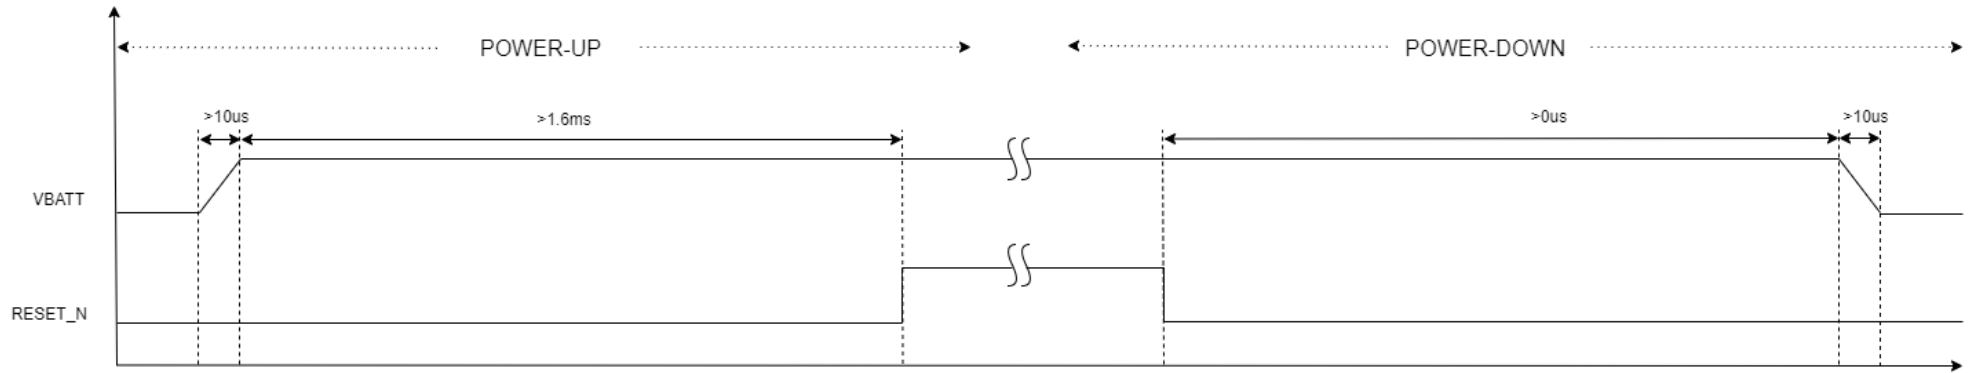 POWER-UP
POWER-DOWN
>10us
>1.6ms
>0us
>10us
VBATT
RESET_N